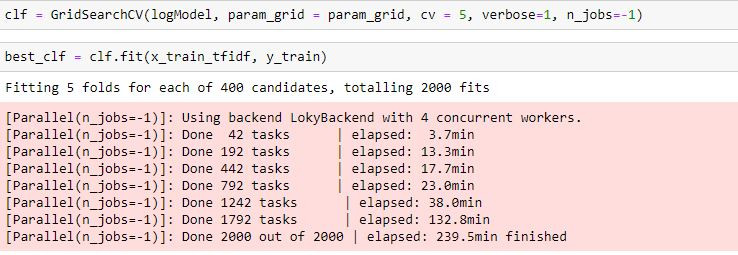 clf = GridSearchCV(logModel, param_grid = param_grid, cv = 5, verbose=1, n_jobs=-1)
best_clf = clf.fit(x_train_tfidf, y_train)
Fitting 5 folds for each of 400 candidates, totalling 2000 fits
[Parallel(n_jobs=-1)]: Using backend LokyBackend with 4 concurrent workers.
[Parallel(n_jobs=-1)]: Done  42 tasks      | elapsed:  3.7min
[Parallel(n_jobs=-1)]: Done 192 tasks      | elapsed: 13.3min
[Parallel(n_jobs=-1)]: Done 442 tasks      | elapsed: 17.7min
[Parallel(n_jobs=-1)]: Done 792 tasks      | elapsed: 23.0min
[Parallel(n_jobs=-1)]: Done 1242 tasks      | elapsed: 38.0min
[Parallel(n_jobs=-1)]: Done 1792 tasks      | elapsed: 132.8min
[Parallel(n_jobs=-1)]: Done 2000 out of 2000 | elapsed: 239.5min finished